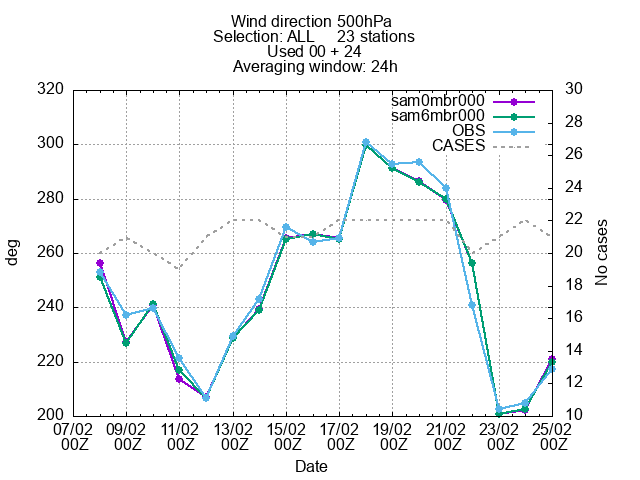 Wind direction 500hPa
Selection: ALL 23 stations
Used 00 + 24
Averaging window: 24h
320
300
280
260
240
220
200
deg
30
28
26
24
22
20
18
16
14
12
10
No cases
sam0mbr000
sam6mbr000
OBS
CASES
07/02 09/02 11/02 13/02 15/02 17/02 19/02 21/02 23/02 25/02
00Z 00Z 00Z 00Z 00Z 00Z 00Z 00Z 00Z 00Z
Date